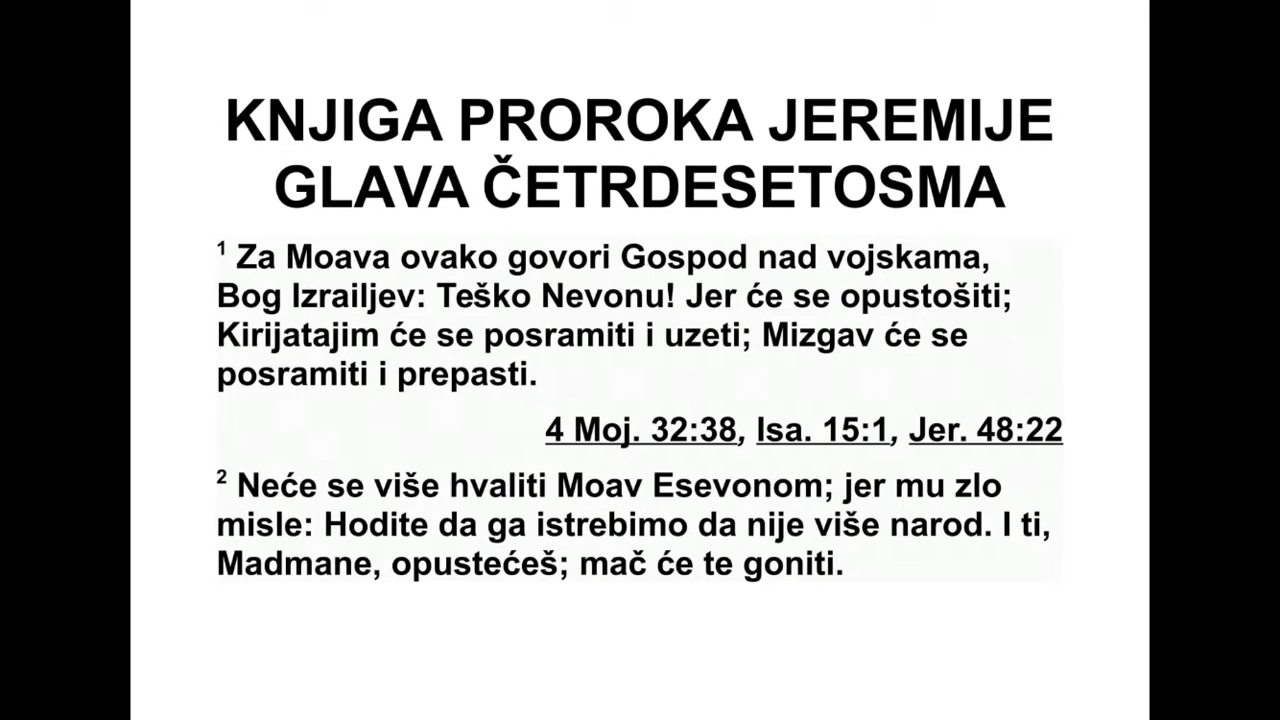 KNJIGA PROROKA JEREMIJE
GLAVA ČETRDESETOSMA
1 Za Moava ovako govori Gospod nad vojskama,
Bog Izrailjev: Teško Nevonu! Jer će se opustošiti;
Kirijatajim će se posramiti i uzeti; Mizgav će se
posramiti i prepasti.
4 Moj. 32:38, Isa. 15:1, Jer. 48:22
2 Neće se više hvaliti Moav Esevonom; jer mu zlo
misle: Hodite da ga istrebimo da nije više narod. I ti,
Madmane, opustećeš; mač će te goniti.